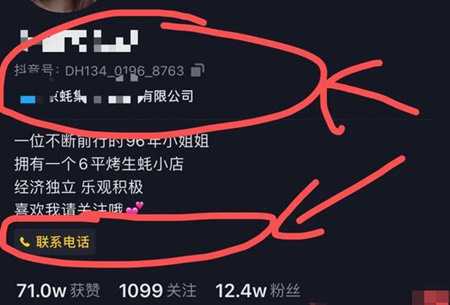 抖音号: DH134_0196_8763
蚝集
有限公司
一位不断前行的96年小姐姐
拥有一个6平烤生蚝小店
经济独立 乐观积极
喜欢我请关注哦💕
联系电话
71.0w 获赞 1099 关注 12.4w 粉丝